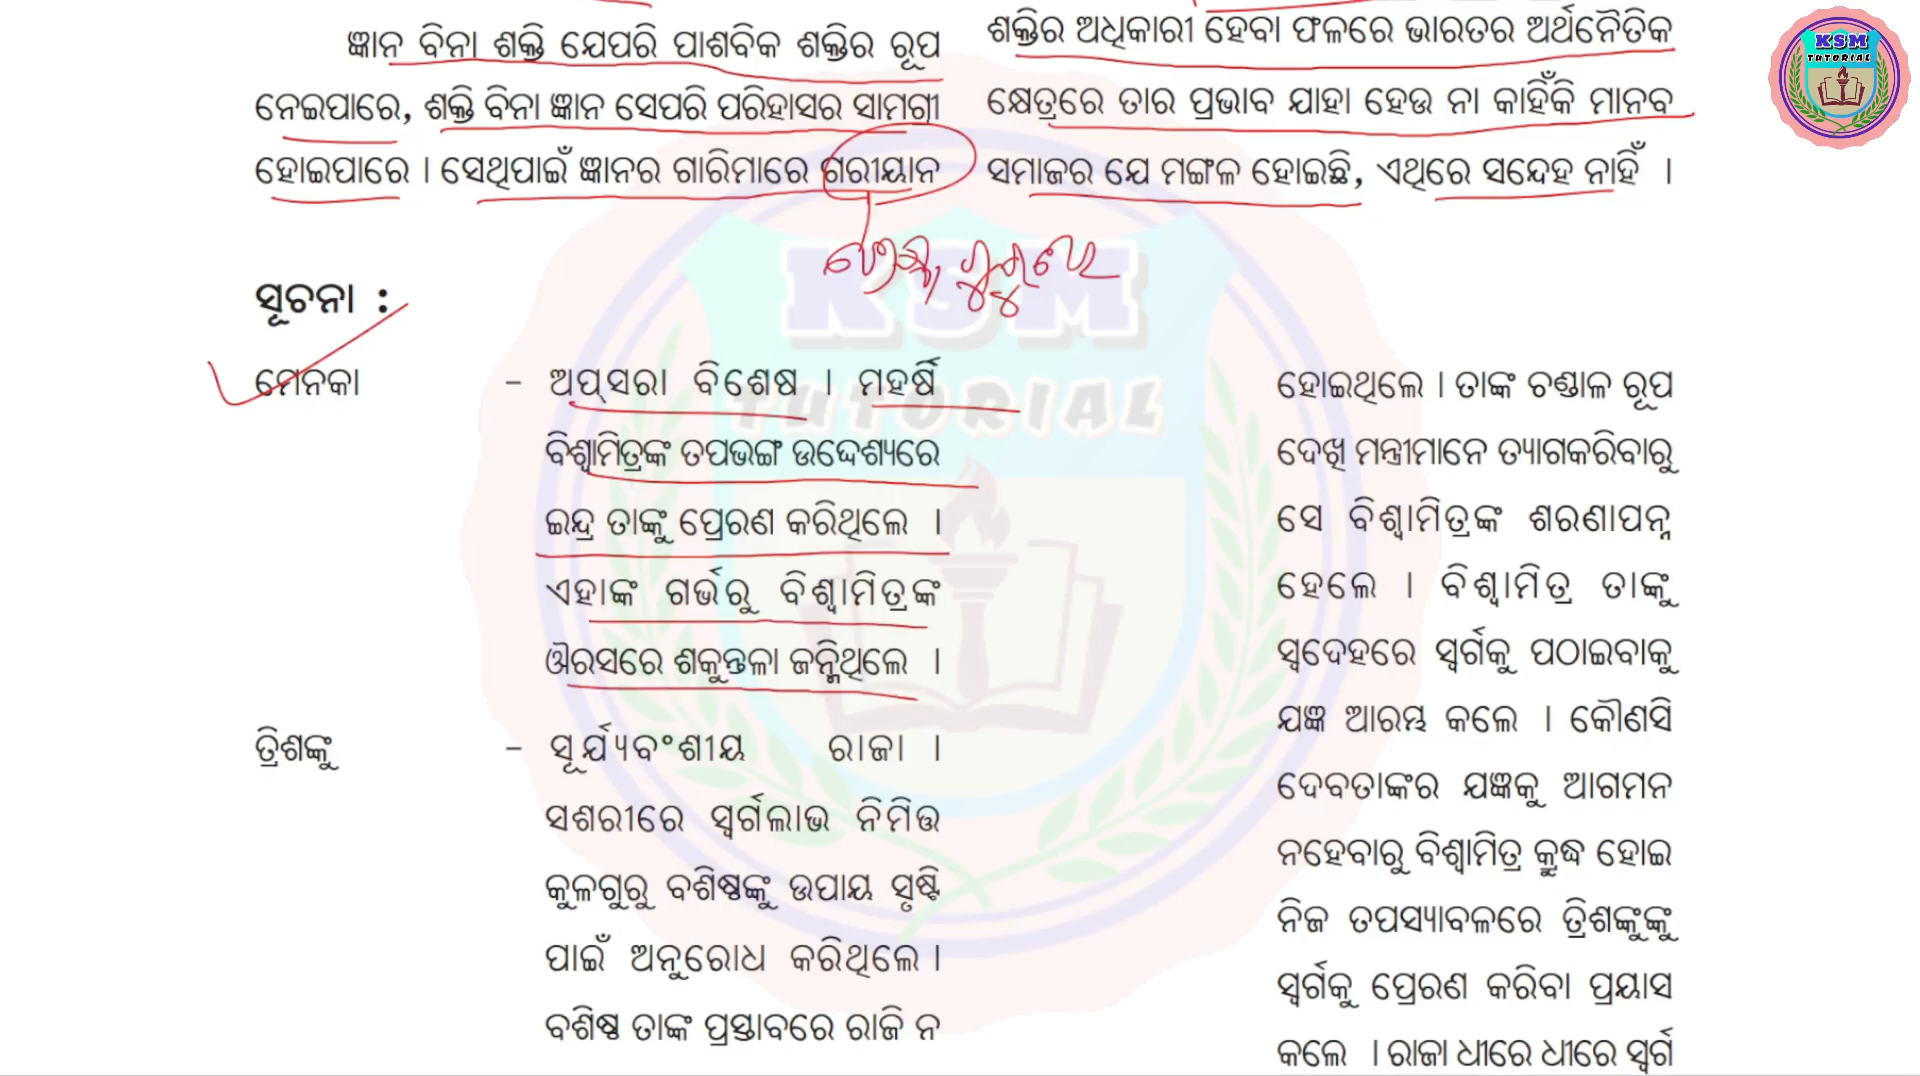 ଜ୍ଞାନ ବିନା ଶକ୍ତି ଯେପରି ପାଶବିକ ଶକ୍ତିର ରୂପ
ନେଇପାରେ, ଶକ୍ତି ବିନା ଜ୍ଞାନ ସେପରି ପରିହାସର ସାମଗ୍ରୀ
ହୋଇପାରେ । ସେଥିପାଇଁ ଜ୍ଞାନର ଗାରିମାରେ ଗରୀୟାନ
ଶକ୍ତିର ଅଧିକାରୀ ହେବା ଫଳରେ ଭାରତର ଅର୍ଥନୈତିକ
କ୍ଷେତ୍ରରେ ତାର ପ୍ରଭାବ ଯାହା ହେଉ ନା କାହିଁକି ମାନବ
ସମାଜର ଯେ ମଙ୍ଗଳ ହୋଇଛି, ଏଥିରେ ସନ୍ଦେହ ନାହିଁ ।
ସୂଚନା :
ମେନକା – ଅପ୍‌ସରା ବିଶେଷ । ମହର୍ଷି
ବିଶ୍ୱାମିତ୍ରଙ୍କ ତପଭଙ୍ଗ ଉଦ୍ଦେଶ୍ୟରେ
ଇନ୍ଦ୍ର ତାଙ୍କୁ ପ୍ରେରଣ କରିଥିଲେ ।
ଏହାଙ୍କ ଗର୍ଭରୁ ବିଶ୍ୱାମିତ୍ରଙ୍କ
ଔରସରେ ଶକୁନ୍ତଳା ଜନ୍ମିଥିଲେ ।
ତ୍ରିଶଙ୍କୁ – ସୂର୍ଯ୍ୟବଂଶୀୟ ରାଜା ।
ସଶରୀରେ ସ୍ୱର୍ଗଲାଭ ନିମିତ୍ତ
କୁଳଗୁରୁ ବଶିଷ୍ଠଙ୍କୁ ଉପାୟ ସୃଷ୍ଟି
ପାଇଁ ଅନୁରୋଧ କରିଥିଲେ ।
ବଶିଷ୍ଠ ତାଙ୍କ ପ୍ରସ୍ତାବରେ ରାଜି ନ
ହୋଇଥିଲେ । ତାଙ୍କ ଚଣ୍ଡାଳ ରୂପ
ଦେଖି ମନ୍ତ୍ରୀମାନେ ତ୍ୟାଗକରିବାରୁ
ସେ ବିଶ୍ୱାମିତ୍ରଙ୍କ ଶରଣାପନ୍ନ
ହେଲେ । ବିଶ୍ୱାମିତ୍ର ତାଙ୍କୁ
ସ୍ୱଦେହରେ ସ୍ୱର୍ଗକୁ ପଠାଇବାକୁ
ଯଜ୍ଞ ଆରମ୍ଭ କଲେ । କୌଣସି
ଦେବତାଙ୍କର ଯଜ୍ଞକୁ ଆଗମନ
ନହେବାରୁ ବିଶ୍ୱାମିତ୍ର କ୍ରୁଦ୍ଧ ହୋଇ
ନିଜ ତପସ୍ୟାବଳରେ ତ୍ରିଶଙ୍କୁଙ୍କୁ
ସ୍ୱର୍ଗକୁ ପ୍ରେରଣ କରିବା ପ୍ରୟାସ
କଲେ । ରାଜା ଧୀରେ ଧୀରେ ସ୍ୱର୍ଗ
KSM
TUTORIAL
KSM
TUTORIAL